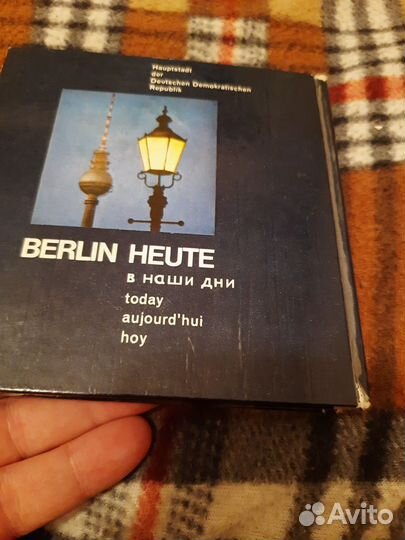 Hauptstadt
der
Deutschen Demokratischen
Republik
BERLIN HEUTE
в наши дни
today
aujourd'hui
hoy
Avito